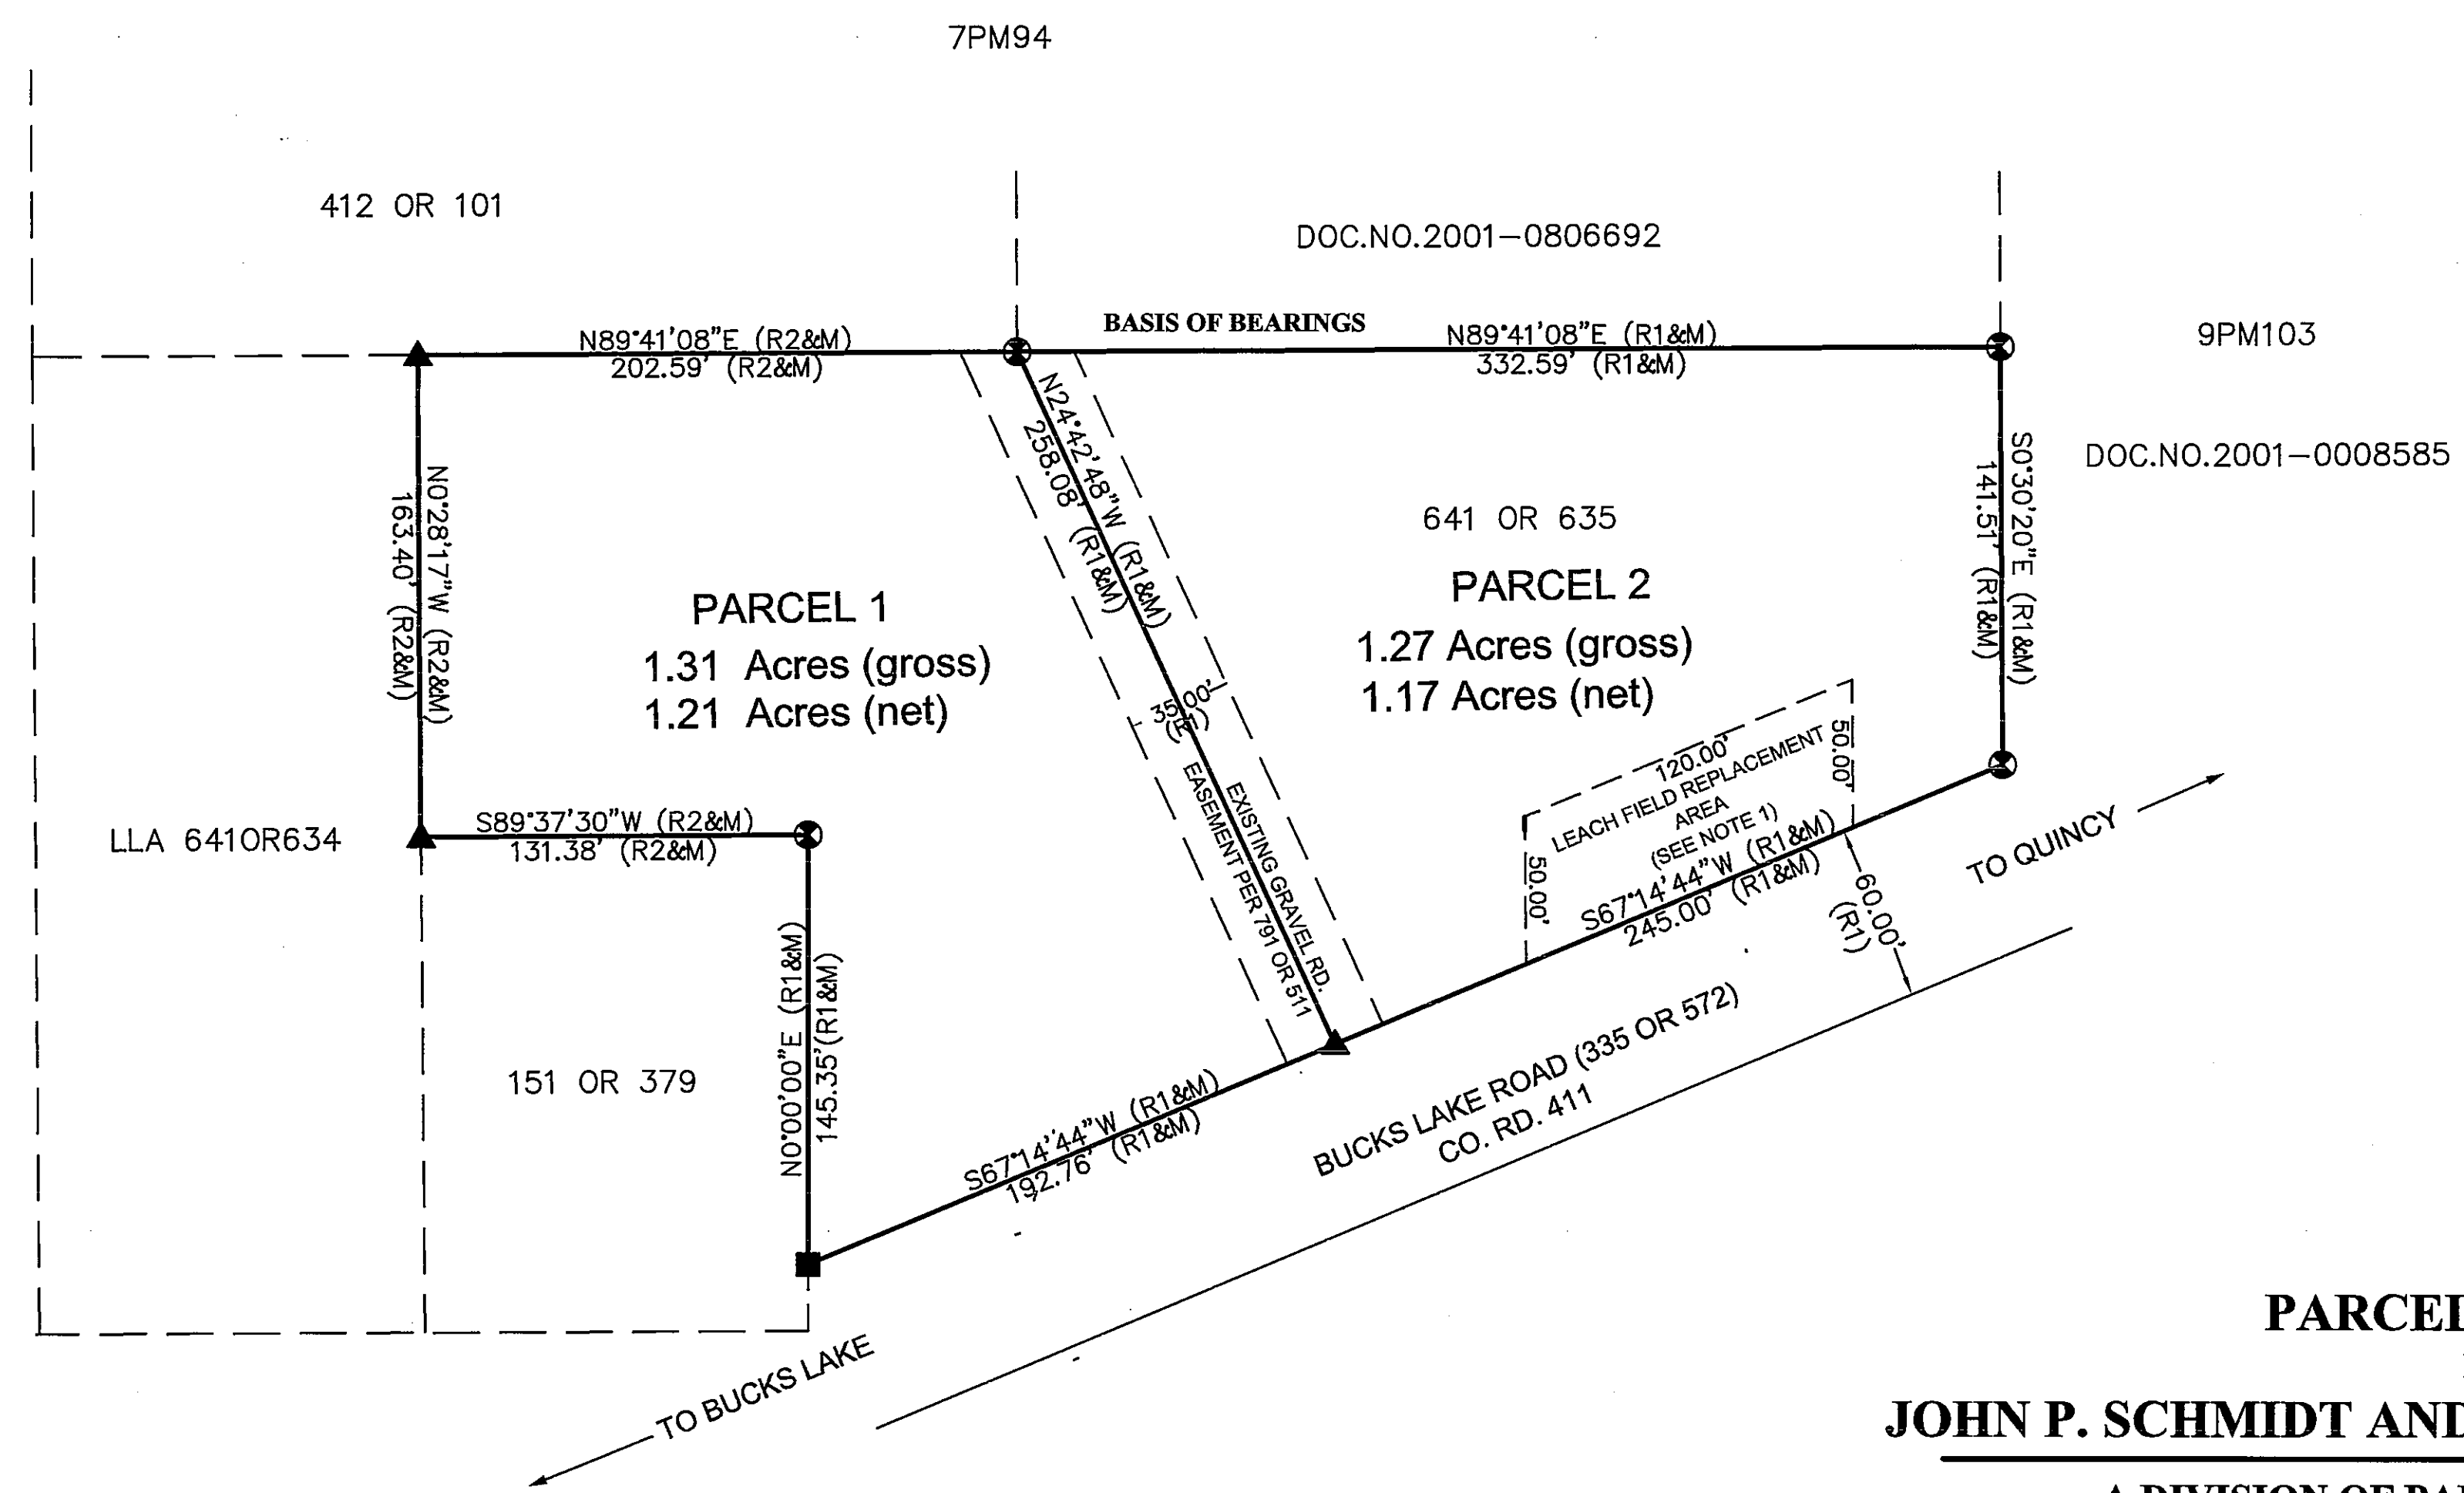 7PM94
412 OR 101
DOC.NO.2001-0806692
BASIS OF BEARINGS
N89°41'08"E (R2&M)
202.59' (R2&M)
N89°41'08"E (R1&M)
332.59' (R1&M)
9PM103
DOC.NO.2001-0008585
N24°42'48"W (R1&M)
258.08' (R1&M)
S0°30'20"E (R1&M)
141.51' (R1&M)
N0°28'17"W (R2&M)
163.40' (R2&M)
641 OR 635
PARCEL 1
1.31 Acres (gross)
1.21 Acres (net)
PARCEL 2
1.27 Acres (gross)
1.17 Acres (net)
35.00'
(R1)
EXISTING GRAVEL RD.
EASEMENT PER 791 OR 511
120.00'
50.00'
LEACH FIELD REPLACEMENT
AREA
(SEE NOTE 1)
50.00'
S67°14'44"W (R1&M)
245.00' (R1&M)
60.00'
(R1)
TO QUINCY
LLA 641OR634
S89°37'30"W (R2&M)
131.38' (R2&M)
N0°00'00"E (R1&M)
145.35'(R1&M)
151 OR 379
S67°14'44"W (R1&M)
192.76' (R1&M)
BUCKS LAKE ROAD (335 OR 572)
CO. RD. 411
TO BUCKS LAKE
PARCEL
JOHN P. SCHMIDT AND